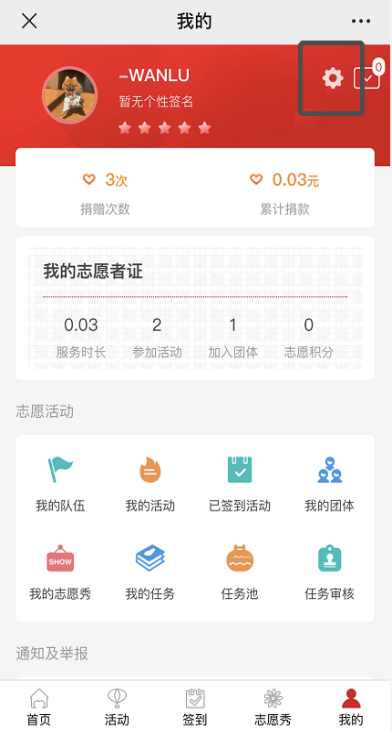 我的
-WANLU
0
暂无个性签名
3次
0.03元
捐赠次数
累计捐款
我的志愿者证
0.03
2
1
0
服务时长
参加活动
加入团体
志愿积分
志愿活动
我的队伍
我的活动
已签到活动
我的团体
SHOW
我的志愿秀
我的任务
任务池
任务审核
通知及举报
首页
活动
签到
志愿秀
我的